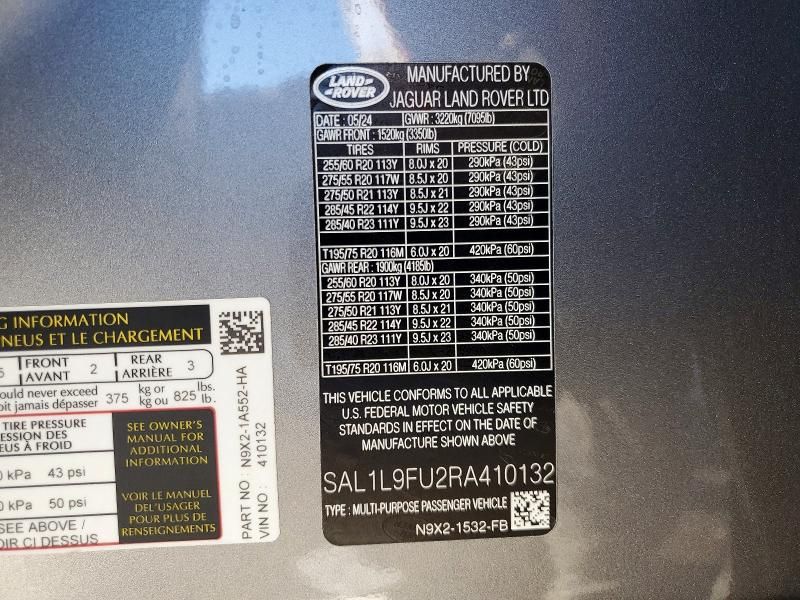 LAND-
-ROVER
MANUFACTURED BY
JAGUAR LAND ROVER LTD
DATE : 05/24 GVWR : 3220kg (7095lb)
GAWR FRONT : 1520kg (3350lb)
TIRES RIMS PRESSURE (COLD)
255/60 R20 113Y 8.0J x 20 290kPa (43psi)
275/55 R20 117W 8.5J x 20 290kPa (43psi)
275/50 R21 113Y 8.5J x 21 290kPa (43psi)
285/45 R22 114Y 9.5J x 22 290kPa (43psi)
285/40 R23 111Y 9.5J x 23 290kPa (43psi)
T195/75 R20 116M 6.0J x 20 420kPa (60psi)
GAWR REAR : 1900kg (4185lb)
255/60 R20 113Y 8.0J x 20 340kPa (50psi)
275/55 R20 117W 8.5J x 20 340kPa (50psi)
275/50 R21 113Y 8.5J x 21 340kPa (50psi)
285/45 R22 114Y 9.5J x 22 340kPa (50psi)
285/40 R23 111Y 9.5J x 23 340kPa (50psi)
T195/75 R20 116M 6.0J x 20 420kPa (60psi)
THIS VEHICLE CONFORMS TO ALL APPLICABLE
U.S. FEDERAL MOTOR VEHICLE SAFETY
STANDARDS IN EFFECT ON THE DATE OF
MANUFACTURE SHOWN ABOVE
SAL1L9FU2RA410132
TYPE : MULTI-PURPOSE PASSENGER VEHICLE
N9X2-1532-FB
G INFORMATION
NEUS ET LE CHARGEMENT
5 FRONT AVANT 2 REAR ARRIÈRE 3
ould never exceed 375 kg or 825 lbs.
oit jamais dépasser kg ou lb.
TIRE PRESSURE
ESSION DES
EUS À FROID
0 kPa 43 psi
0 kPa 50 psi
SEE ABOVE /
OIR CI DESSUS
SEE OWNER'S
MANUAL FOR
ADDITIONAL
INFORMATION
VOIR LE MANUEL
DEL'USAGER
POUR PLUS DE
RENSEIGNEMENTS
PART NO : N9X2-1A552-HA
VIN NO : 410132